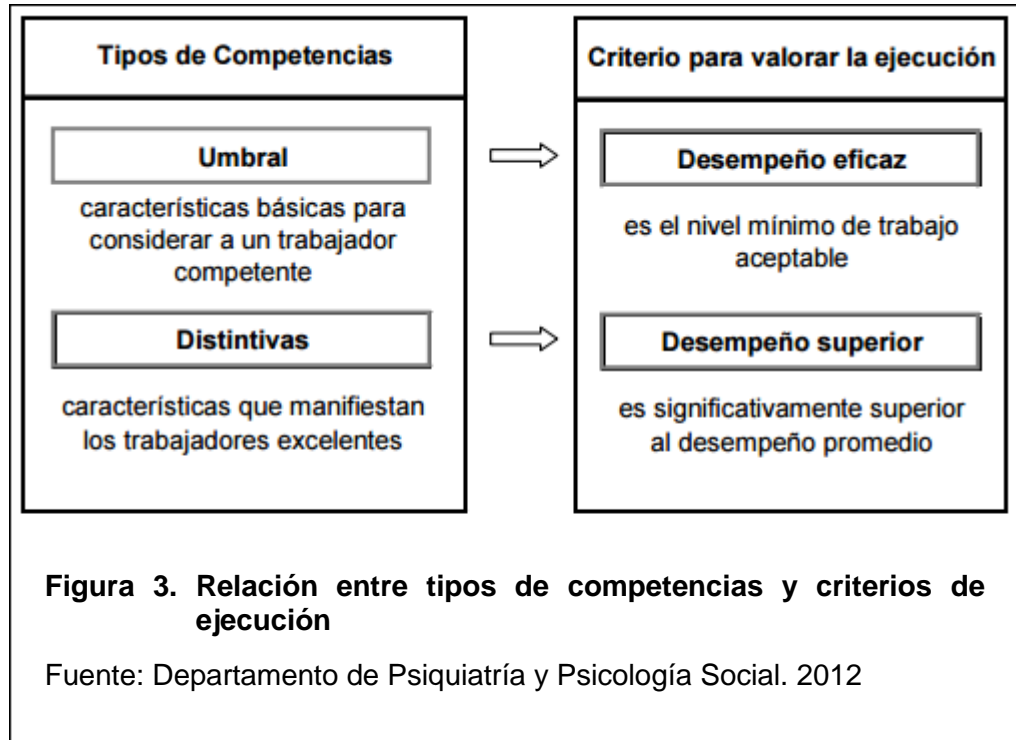 Tipos de Competencias
Umbral
características básicas para
considerar a un trabajador
competente
Distintivas
características que manifiestan
los trabajadores excelentes
Criterio para valorar la ejecución
Desempeño eficaz
es el nivel mínimo de trabajo
aceptable
Desempeño superior
es significativamente superior
al desempeño promedio
Figura 3. Relación entre tipos de competencias y criterios de
ejecución
Fuente: Departamento de Psiquiatría y Psicología Social. 2012